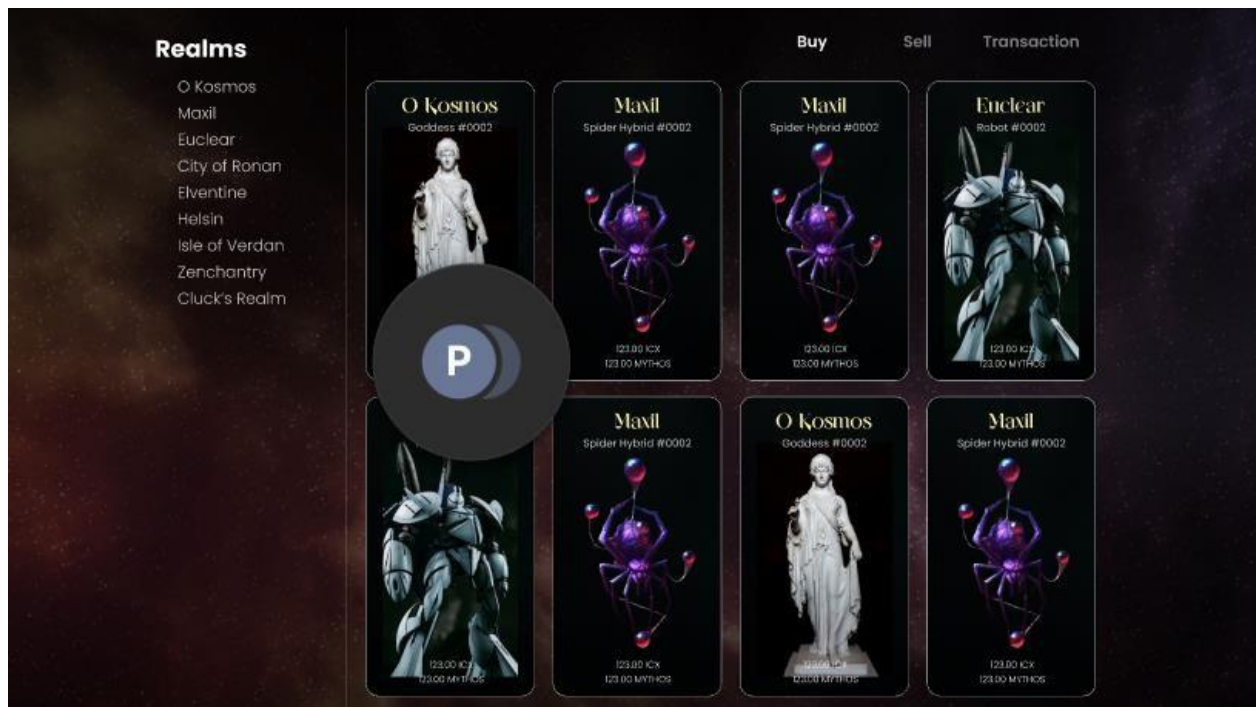 Realms
O Kosmos
Maxil
Euclear
City of Ronan
Elventine
Helsin
Isle of Verdan
Zenchantry
Cluck's Realm
Buy Sell Transaction
O Kosmos
Goddess #0002
Maxil
Spider Hybrid #0002
123.00 ICX
123.00 MYTHOS
Maxil
Spider Hybrid #0002
123.00 ICX
123.00 MYTHOS
Euclear
Robot #0002
123.00 ICX
123.00 MYTHOS
P
123.00 ICX
123.00 MYTHOS
Maxil
Spider Hybrid #0002
123.00 ICX
123.00 MYTHOS
O Kosmos
Goddess #0002
123.00 ICX
123.00 MYTHOS
Maxil
Spider Hybrid #0002
123.00 ICX
123.00 MYTHOS